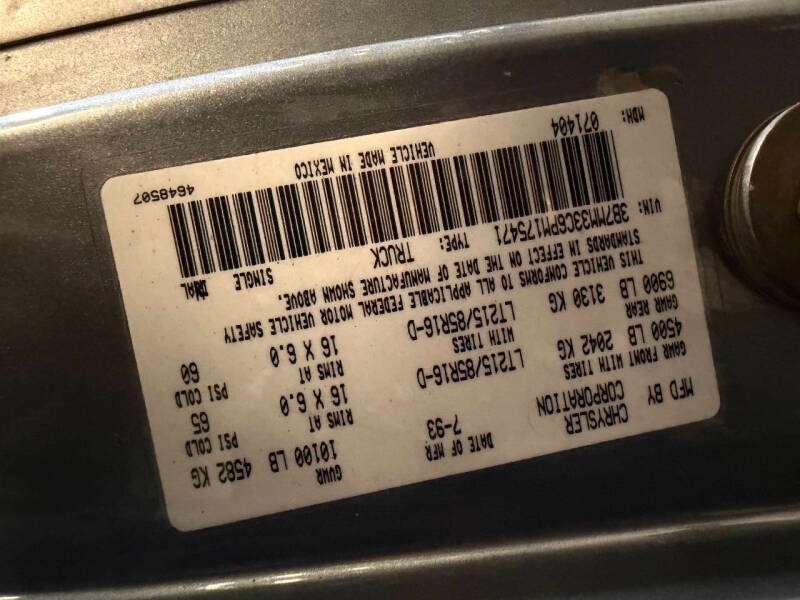 MFD BY CHRYSLER CORPORATION DATE OF MFR 7-93 GVWR 10100 LB 4582 KG
GAWR FRONT WITH TIRES RIMS AT PSI COLD
4500 LB 2042 KG LT215/85R16-D 16 X 6.0 65
GAWR REAR WITH TIRES RIMS AT PSI COLD
6900 LB 3130 KG LT215/85R16-D 16 X 6.0 60
THIS VEHICLE CONFORMS TO ALL APPLICABLE FEDERAL MOTOR VEHICLE SAFETY
STANDARDS IN EFFECT ON THE DATE OF MANUFACTURE SHOWN ABOVE.
VIN: TYPE: SINGLE
3B7MM33C6PM175471 TRUCK
MDH: 071404 VEHICLE MADE IN MEXICO 4648507